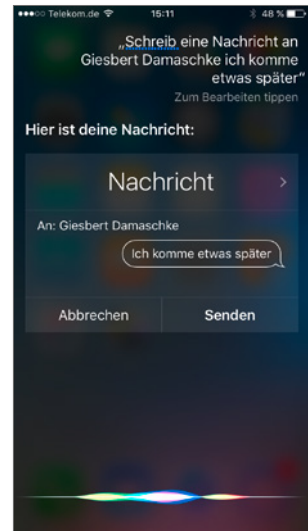 Telekom.de 15:11 48 %
„Schreib eine Nachricht an
Giesbert Damaschke ich komme
etwas später“
Zum Bearbeiten tippen
Hier ist deine Nachricht:
Nachricht
An: Giesbert Damaschke
Ich komme etwas später
Abbrechen Senden